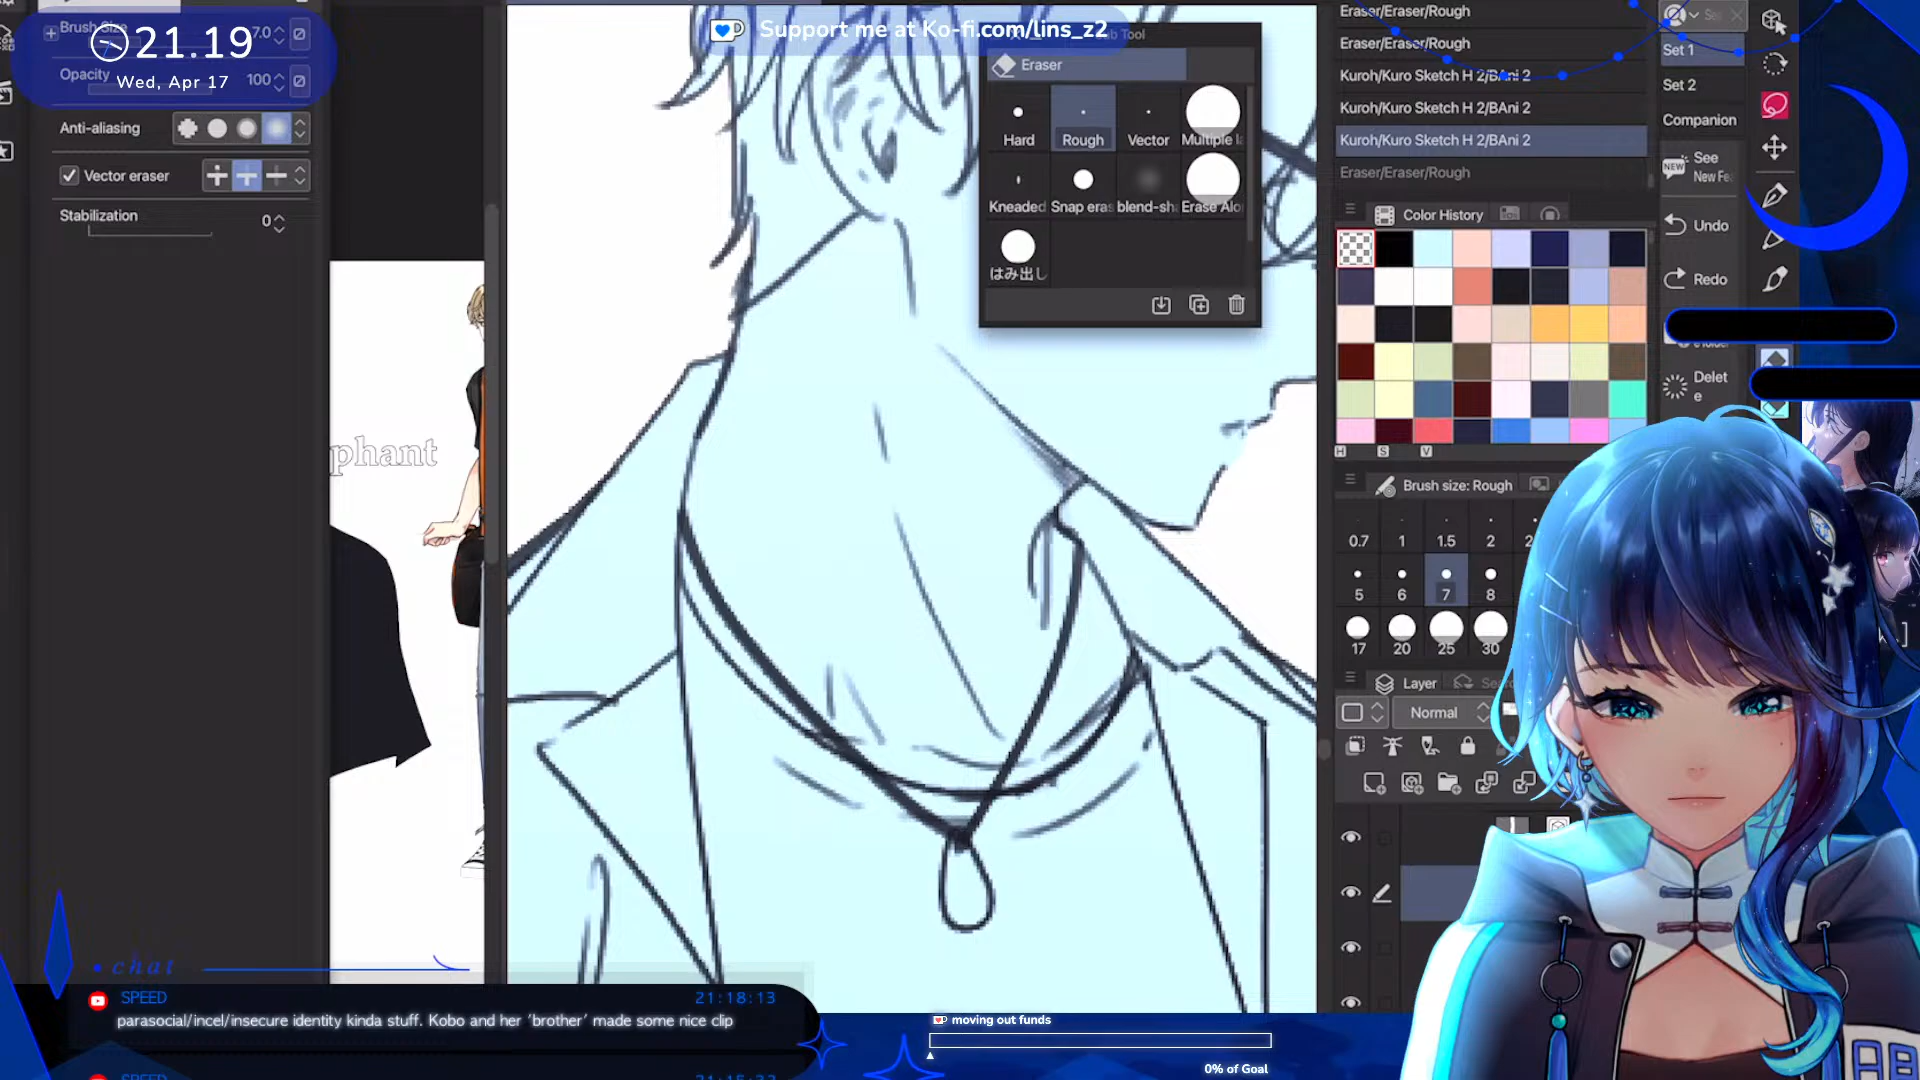 Brush Size 7.0
21.19
Wed, Apr 17
Opacity 100
Anti-aliasing
Vector eraser
Stabilization 0
phant
Support me at Ko-fi.com/lins_z2
Tool
Eraser
Hard Rough Vector Multiple
Kneaded Snap eras blend-sh Erase Alo
はみ出し
Eraser/Eraser/Rough
Eraser/Eraser/Rough
Kuroh/Kuro Sketch H 2/BAni 2
Kuroh/Kuro Sketch H 2/BAni 2
Kuroh/Kuro Sketch H 2/BAni 2
Eraser/Eraser/Rough
Color History
H S V
Brush size: Rough
0.7 1 1.5 2 2
5 6 7 8
17 20 25 30
Layer
Normal
Set 1
Set 2
Companion
NEW
See
New Fe
Undo
Redo
Delet
e
chat
SPEED 21:18:13
parasocial/incel/insecure identity kinda stuff. Kobo and her 'brother' made some nice clip
SPEED
moving out funds
0% of Goal